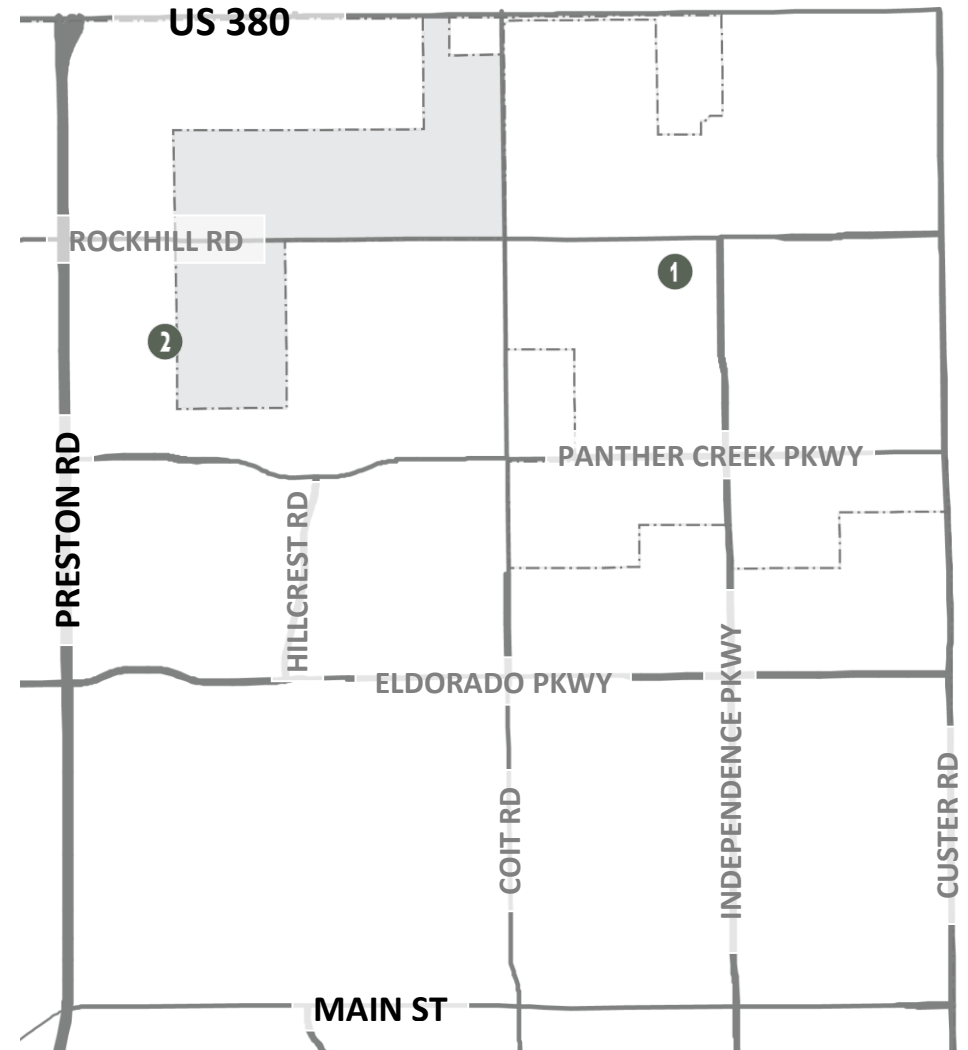 US 380
ROCKHILL RD
1
2
PRESTON RD
PANTHER CREEK PKWY
HILLCREST RD
ELDORADO PKWY
INDEPENDENCE PKWY
COIT RD
CUSTER RD
MAIN ST